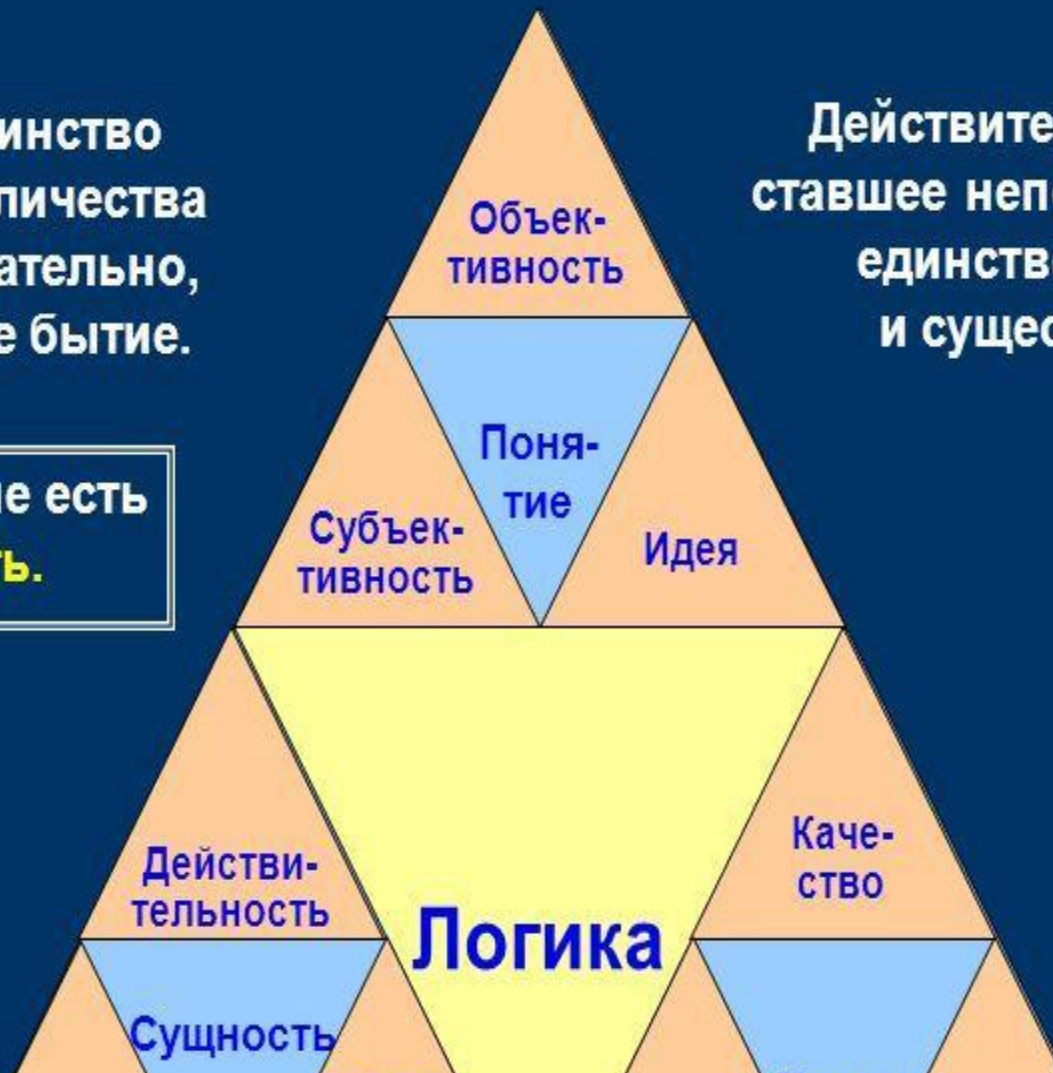 инство
личества
ательно,
е бытие.
е есть
ь.
Объек-
тивность
Поня-
тие
Субъек-
тивность
Идея
Действите
ставшее неп
единств
и сущес
Действи-
тельность
Каче-
ство
Логика
Сущность